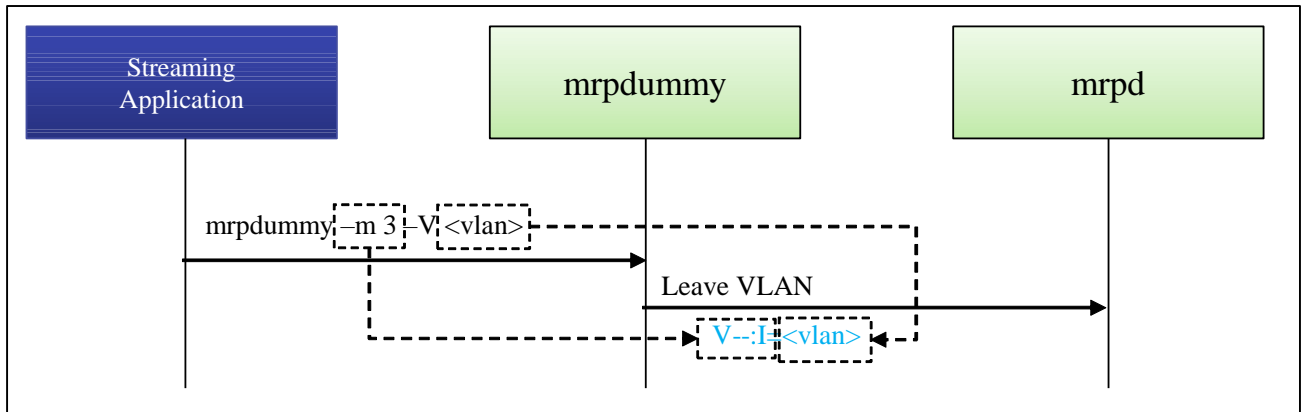 Streaming
Application
mrpdummy
mrpd
mrpdummy –m 3 –V <vlan>
Leave VLAN
V--:I=<vlan>